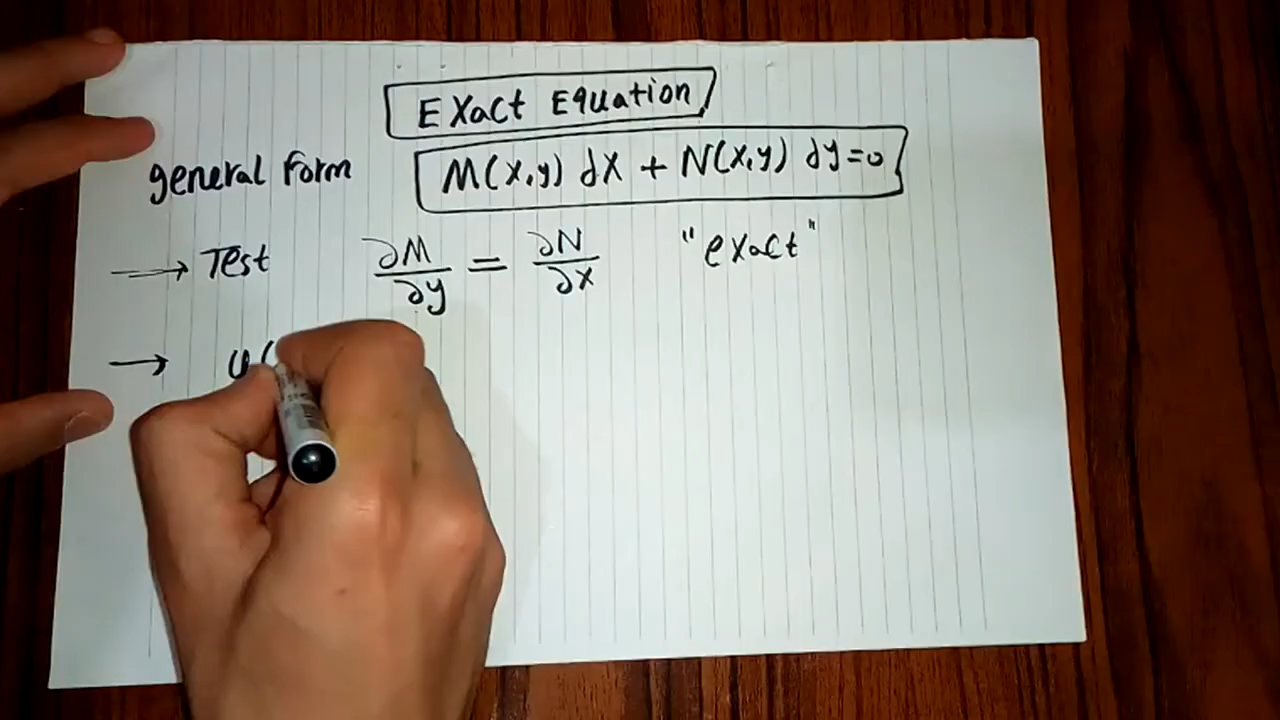 EXact Equation
general form M(x,y) dx + N(x,y) dy = 0
→ Test ∂M/∂y = ∂N/∂x "exact"
→ u(